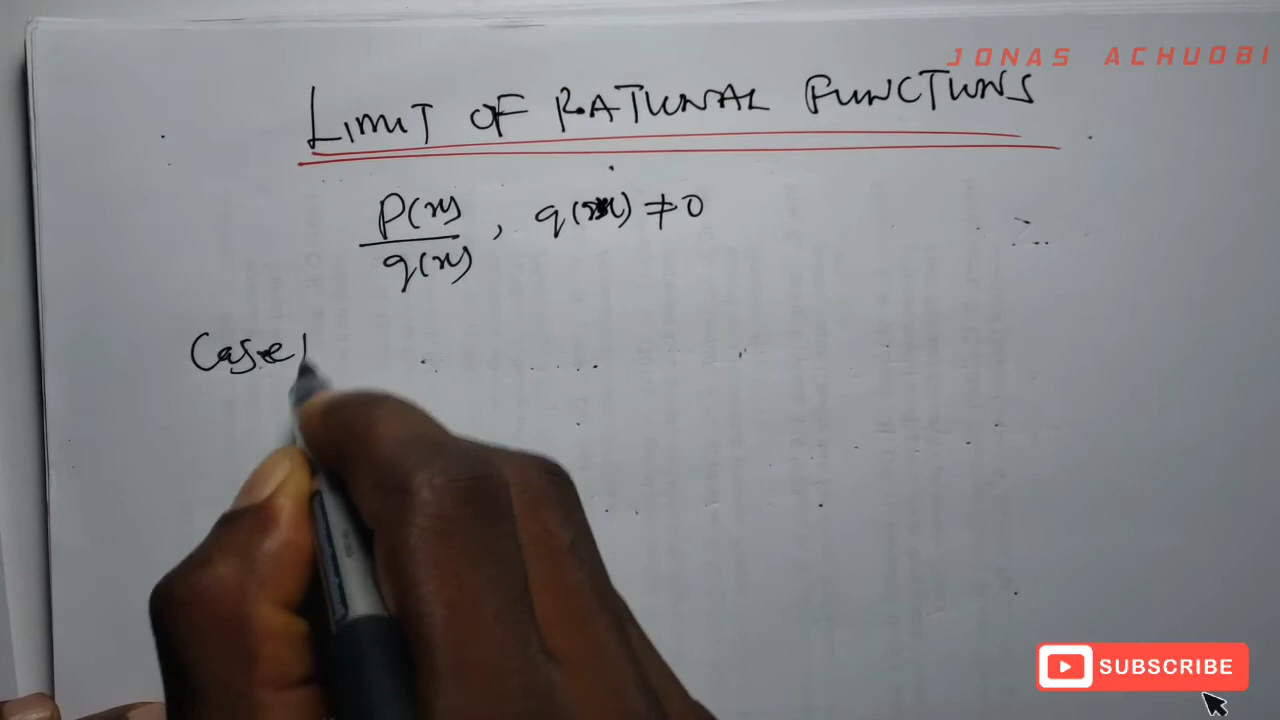 JONAS ACHUOBI
LIMIT OF RATIONAL FUNCTIONS
P(x)
q(x) , q(x) ≠ 0
Case 1
SUBSCRIBE